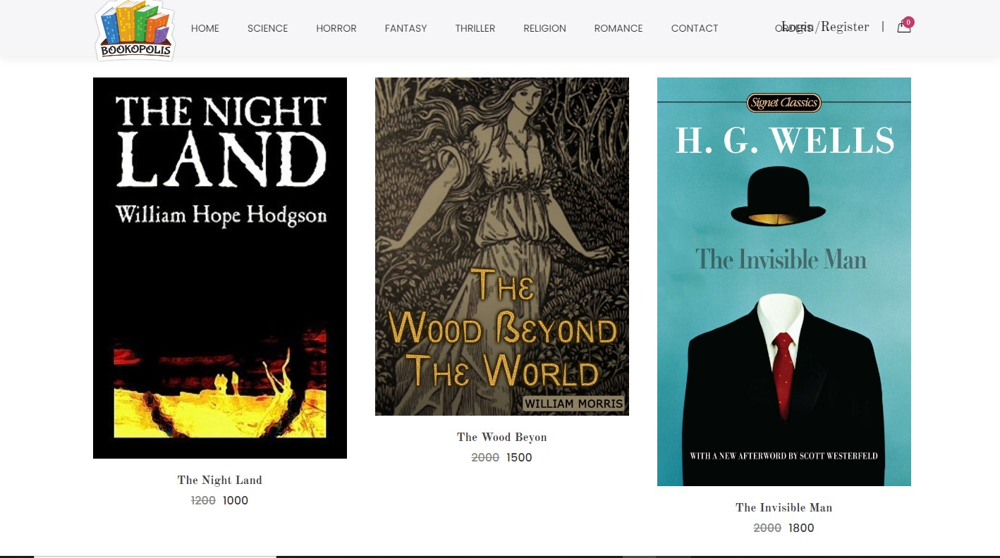 BOOKOPOLIS
HOME SCIENCE HORROR FANTASY THRILLER RELIGION ROMANCE CONTACT ORDERS Login/Register | 0
THE NIGHT
LAND
William Hope Hodgson
The Night Land
1200 1000
THE
WOOD BEYOND
THE WORLD
WILLIAM MORRIS
The Wood Beyon
2000 1500
Signet Classics
H. G. WELLS
The Invisible Man
WITH A NEW AFTERWORD BY SCOTT WESTERFELD
The Invisible Man
2000 1800